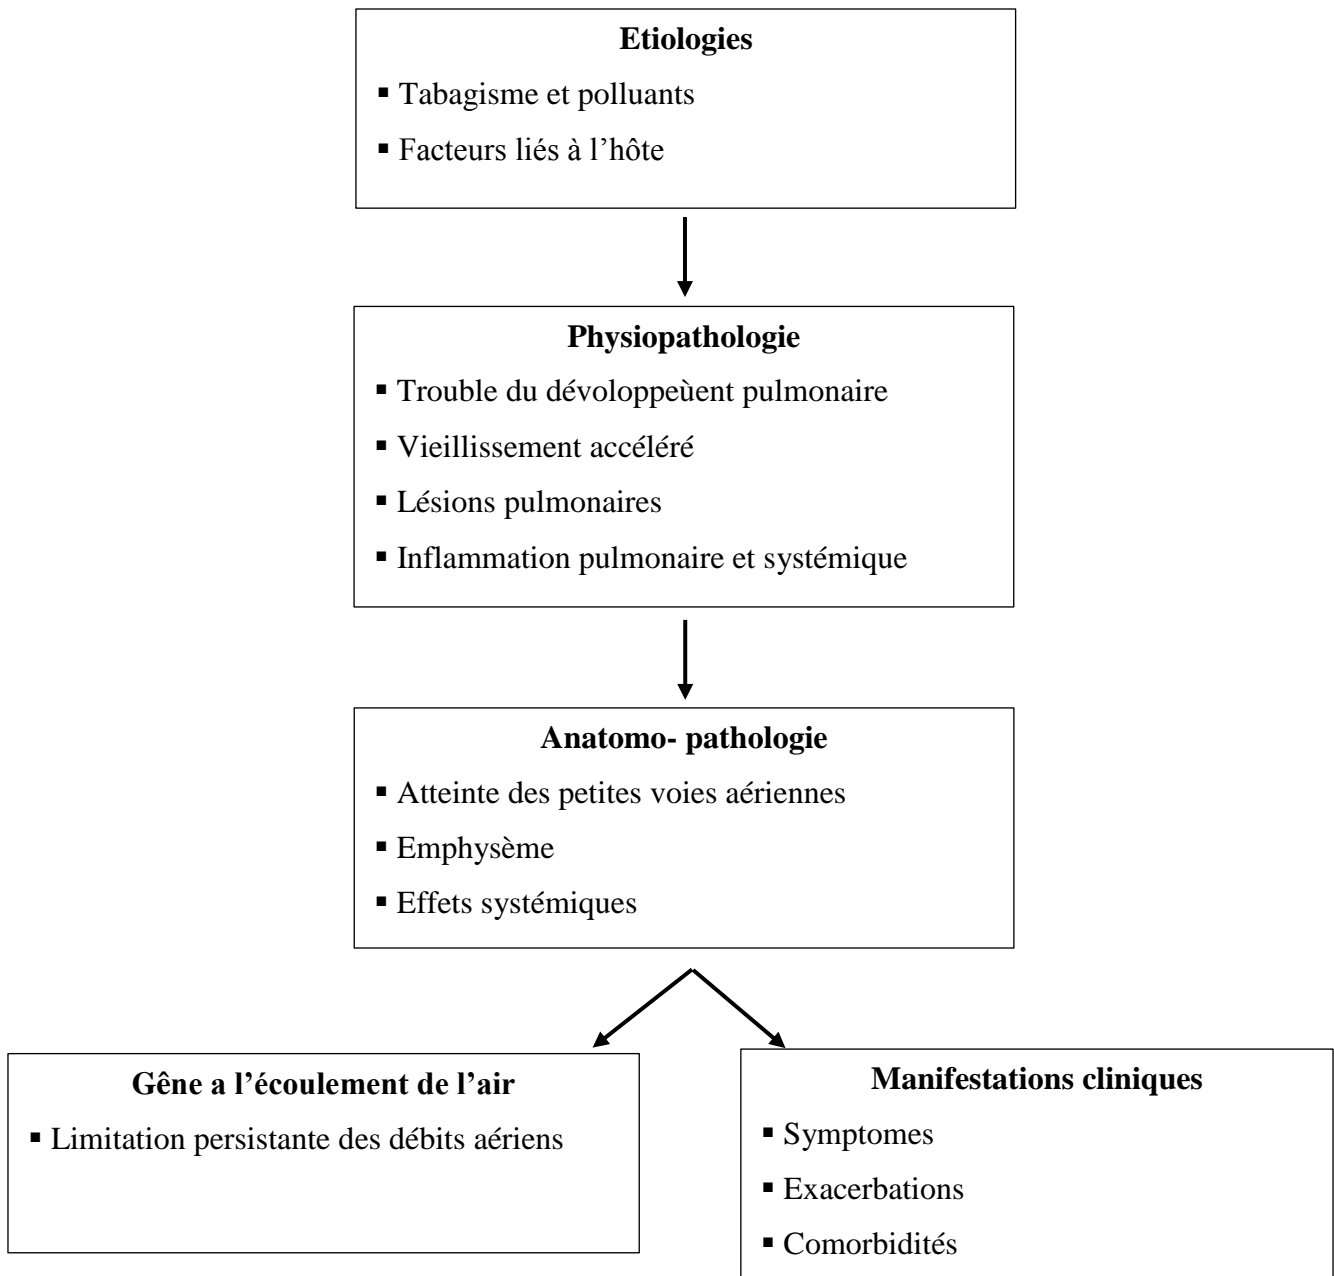 Etiologies
▪ Tabagisme et polluants
▪ Facteurs liés à l’hôte
Physiopathologie
▪ Trouble du dévoloppeùent pulmonaire
▪ Vieillissement accéléré
▪ Lésions pulmonaires
▪ Inflammation pulmonaire et systémique
Anatomo- pathologie
▪ Atteinte des petites voies aériennes
▪ Emphysème
▪ Effets systémiques
Gêne a l’écoulement de l’air
▪ Limitation persistante des débits aériens
Manifestations cliniques
▪ Symptomes
▪ Exacerbations
▪ Comorbidités